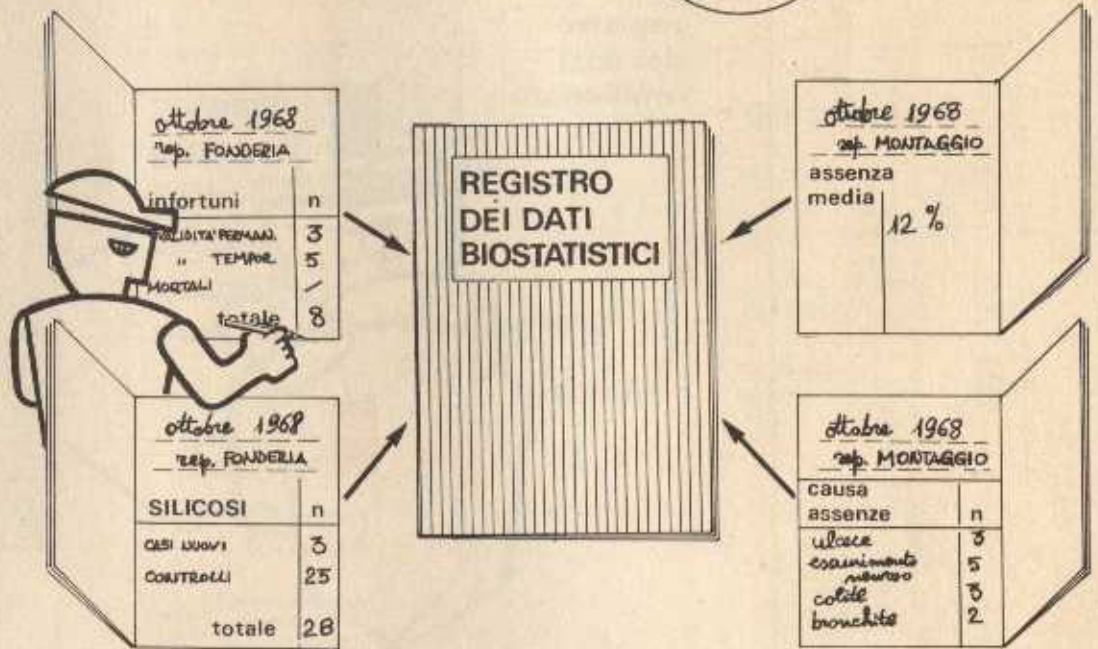 ottobre 1968
rep. FONDERIA
infortuni n
ALIDITA' PERMAN. 3
" TEMPOR. 5
MORTALI /
totale 8
REGISTRO
DEI DATI
BIOSTATISTICI
ottobre 1968
rep. MONTAGGIO
assenza
media
12 %
ottobre 1968
rep. FONDERIA
SILICOSI n
CASI NUOVI 3
CONTROLLI 25
totale 28
ottobre 1968
rep. MONTAGGIO
causa
assenze n
ulcere 3
esaurimento 5
nervoso
colite 3
bronchite 2